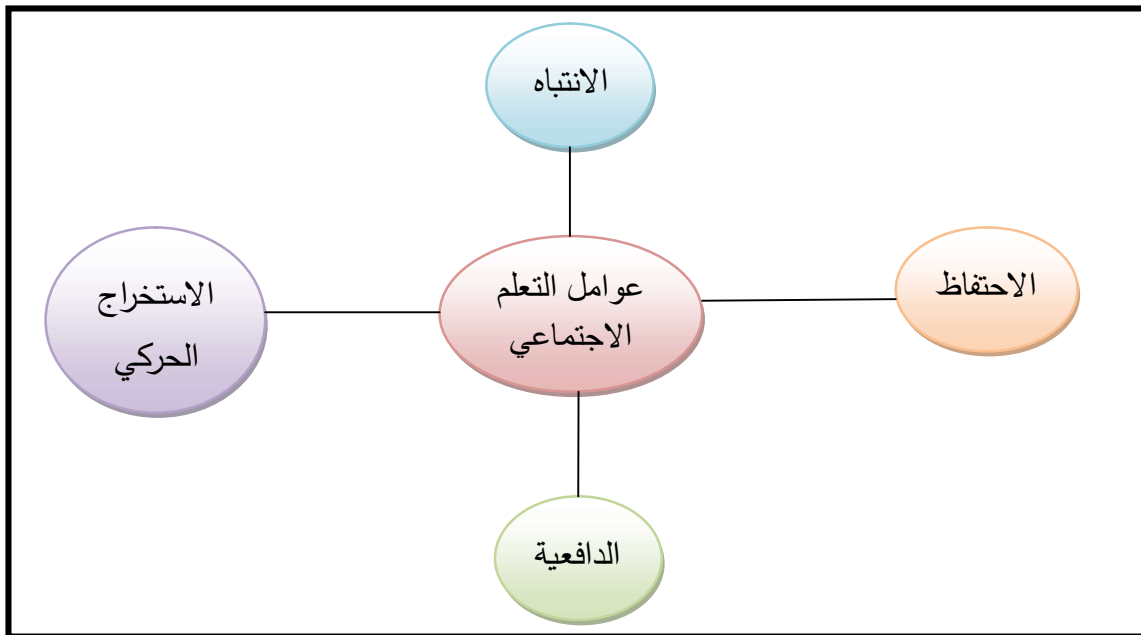 الانتباه
الاحتفاظ
عوامل التعلم
الاجتماعي
الاستخراج
الحركي
الدافعية